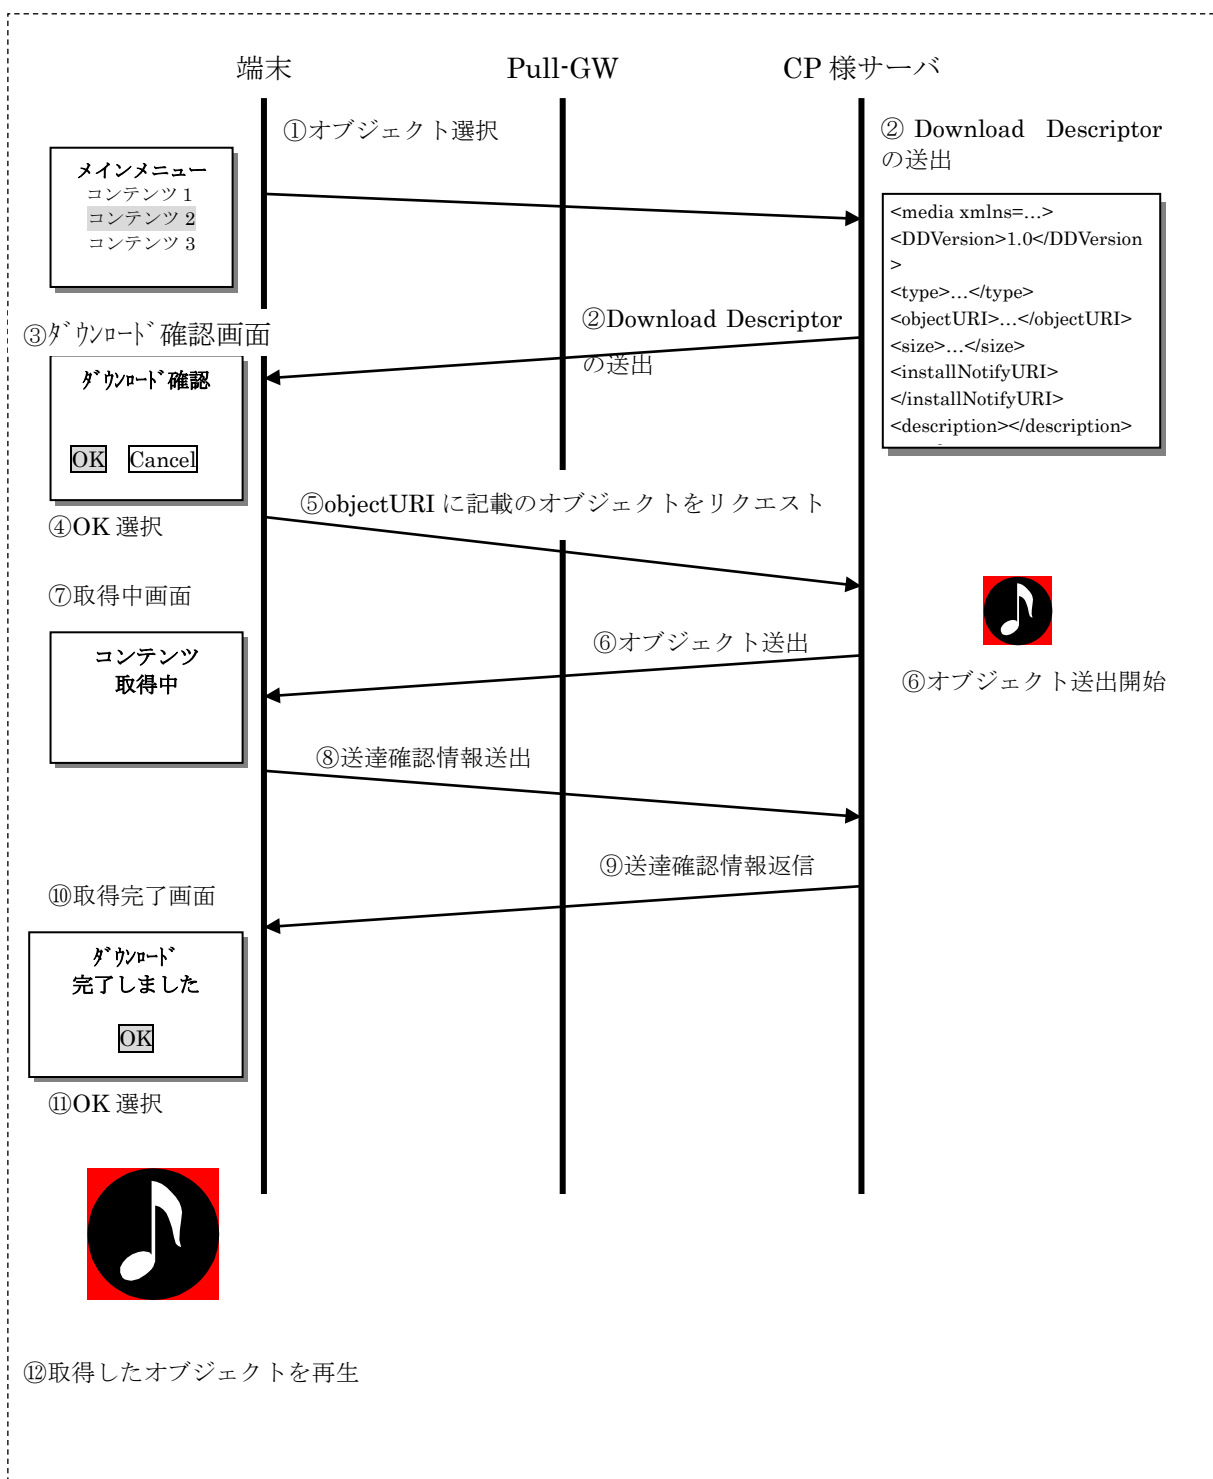 端末 Pull-GW CP 様サーバ
①オブジェクト選択
② Download Descriptor
の送出
メインメニュー
コンテンツ 1
コンテンツ 2
コンテンツ 3
<media xmlns=…>
<DDVersion>1.0</DDVersion
>
<type>…</type>
<objectURI>…</objectURI>
<size>…</size>
<installNotifyURI>
</installNotifyURI>
<description></description>
②Download Descriptor
の送出
③ﾀﾞｳﾝﾛｰﾄﾞ確認画面
ﾀﾞｳﾝﾛｰﾄﾞ確認
OK Cancel
④OK 選択
⑤objectURI に記載のオブジェクトをリクエスト
⑦取得中画面
コンテンツ
取得中
⑥オブジェクト送出
⑥オブジェクト送出開始
⑧送達確認情報送出
⑨送達確認情報返信
⑩取得完了画面
ﾀﾞｳﾝﾛｰﾄﾞ
完了しました
OK
⑪OK 選択
⑫取得したオブジェクトを再生